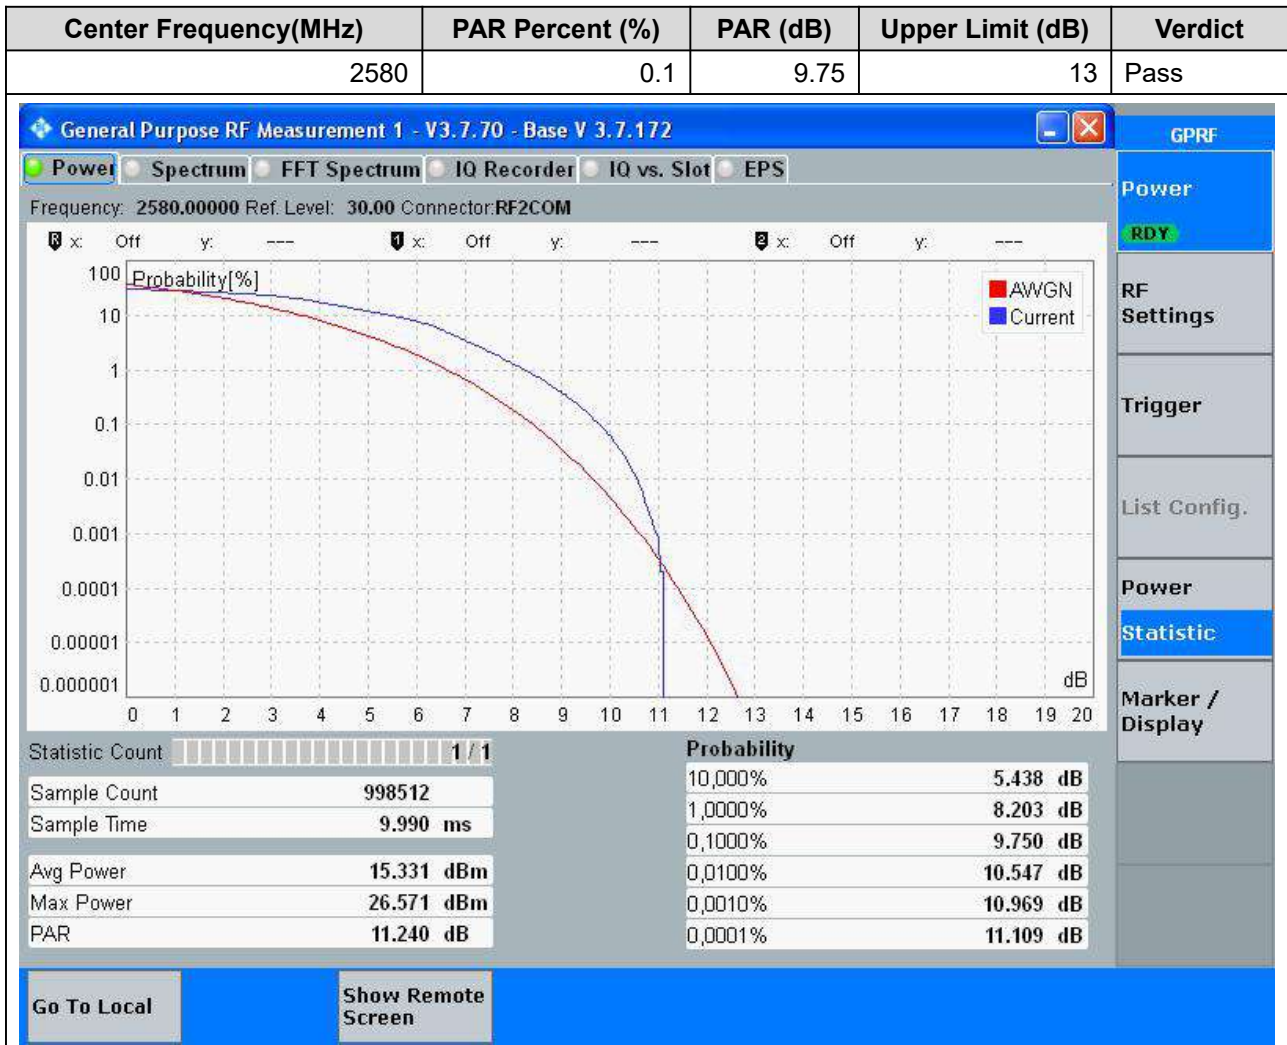 Center Frequency(MHz) PAR Percent (%) PAR (dB) Upper Limit (dB) Verdict
2580 0.1 9.75 13 Pass
General Purpose RF Measurement 1 - V3.7.70 - Base V 3.7.172
GPRF
Power Spectrum FFT Spectrum IQ Recorder IQ vs. Slot EPS
Frequency: 2580.00000 Ref. Level: 30.00 Connector:RF2COM
R x: Off y: --- 1 x: Off y: --- 2 x: Off y: ---
Probability[%]
100
10
1
0.1
0.01
0.001
0.0001
0.00001
0.000001
AWGN
Current
dB
0 1 2 3 4 5 6 7 8 9 10 11 12 13 14 15 16 17 18 19 20
Statistic Count 1 / 1
Sample Count 998512
Sample Time 9.990 ms
Avg Power 15.331 dBm
Max Power 26.571 dBm
PAR 11.240 dB
Probability
10,000% 5.438 dB
1,0000% 8.203 dB
0,1000% 9.750 dB
0,0100% 10.547 dB
0,0010% 10.969 dB
0,0001% 11.109 dB
Power
RDY
RF
Settings
Trigger
List Config.
Power
Statistic
Marker /
Display
Go To Local
Show Remote
Screen